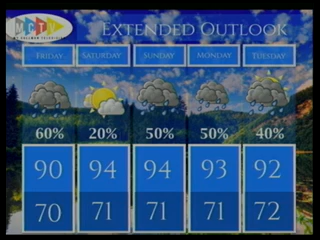 MCTV
EXTENDED OUTLOOK
FRIDAY SATURDAY SUNDAY MONDAY TUESDAY
60% 20% 50% 50% 40%
90 94 94 93 92
70 71 71 71 72